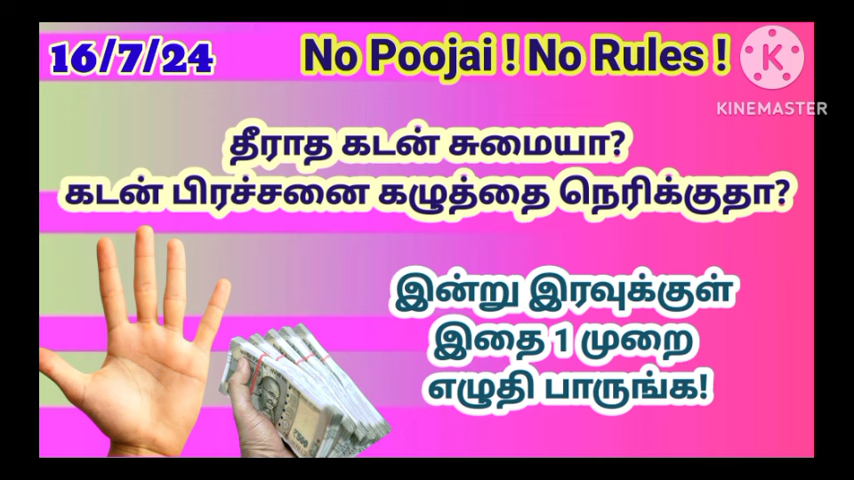 16/7/24
No Poojai ! No Rules !
KINEMASTER
தீராத கடன் சுமையா?
கடன் பிரச்சனை கழுத்தை நெரிக்குதா?
இன்று இரவுக்குள்
இதை 1 முறை
எழுதி பாருங்க!